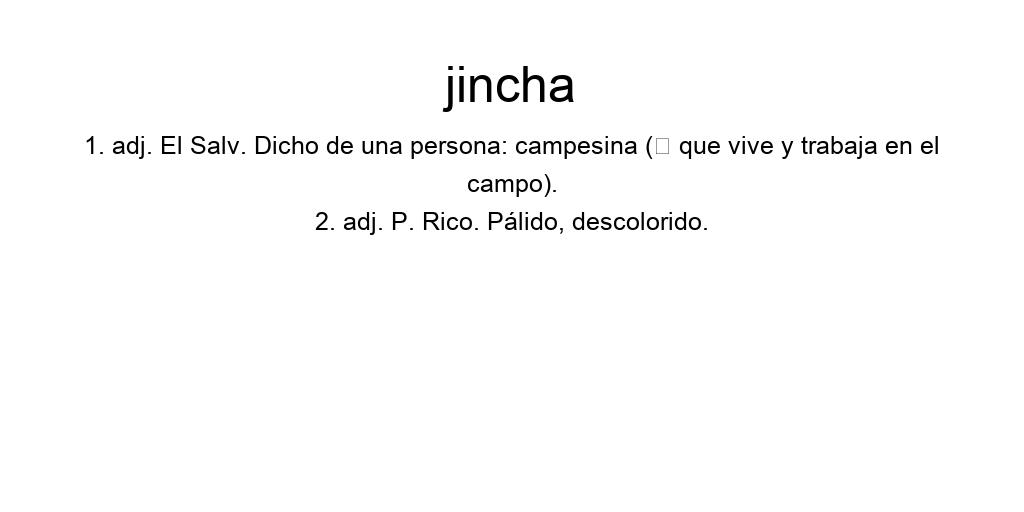 jincha
1. adj. El Salv. Dicho de una persona: campesina (□ que vive y trabaja en el
campo).
2. adj. P. Rico. Pálido, descolorido.